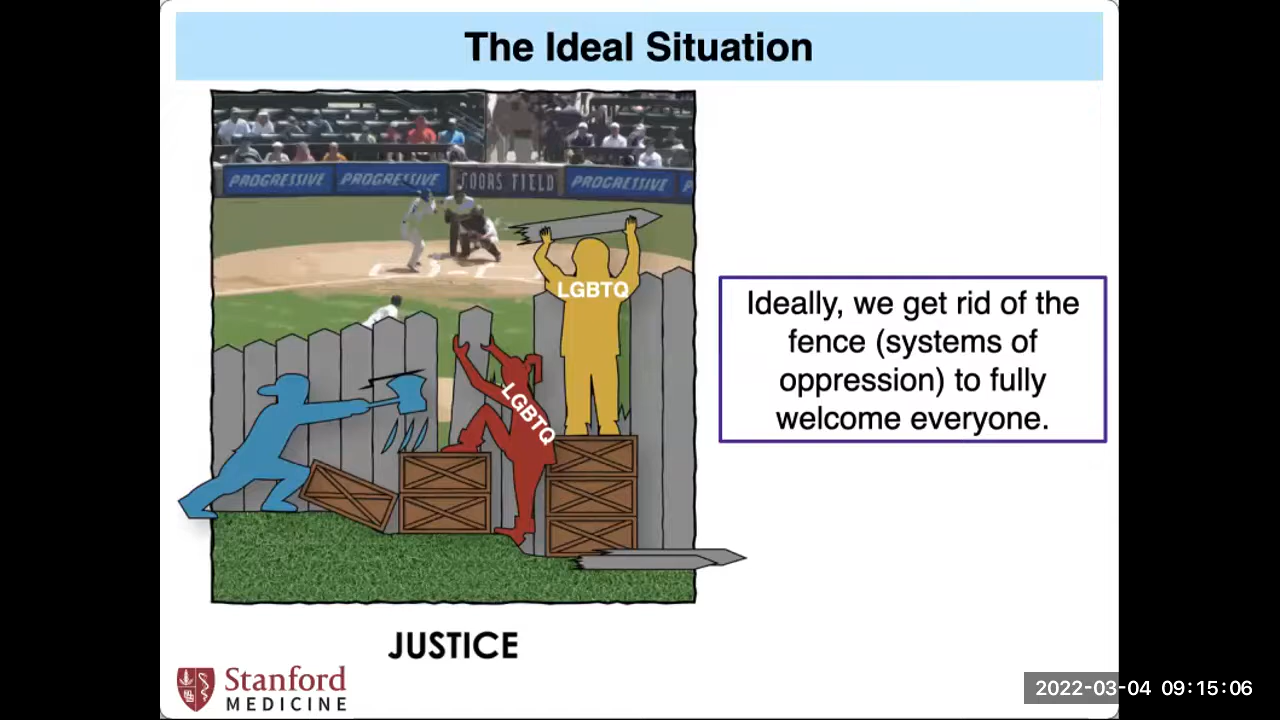 The Ideal Situation
PROGRESSIVE PROGRESSIVE COORS FIELD PROGRESSIVE P
LGBTQ
LGBTQ
Ideally, we get rid of the
fence (systems of
oppression) to fully
welcome everyone.
JUSTICE
Stanford
MEDICINE
2022-03-04 09:15:06